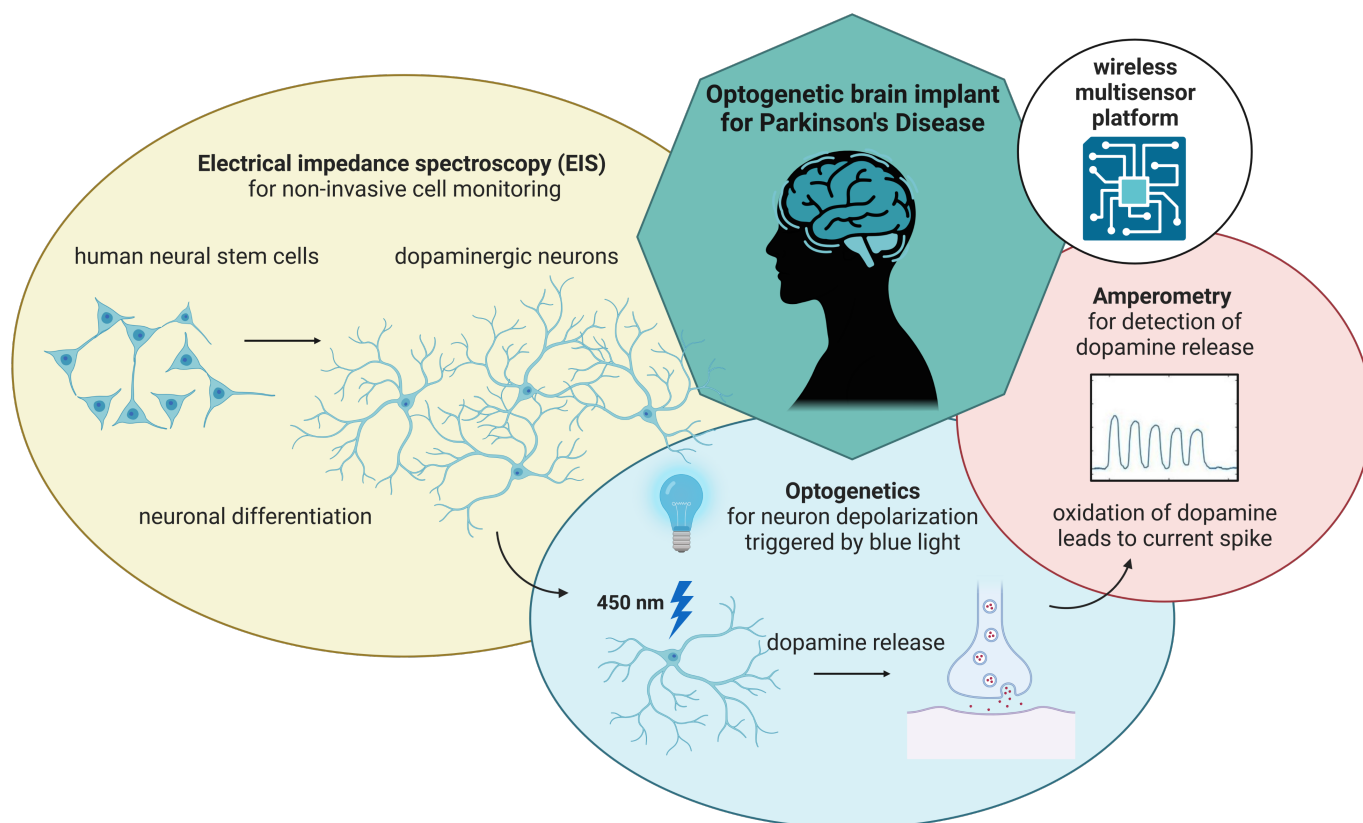 Optogenetic brain implant
for Parkinson's Disease
wireless
multisensor
platform
Electrical impedance spectroscopy (EIS)
for non-invasive cell monitoring
human neural stem cells
dopaminergic neurons
neuronal differentiation
Optogenetics
for neuron depolarization
triggered by blue light
450 nm
dopamine release
Amperometry
for detection of
dopamine release
oxidation of dopamine
leads to current spike